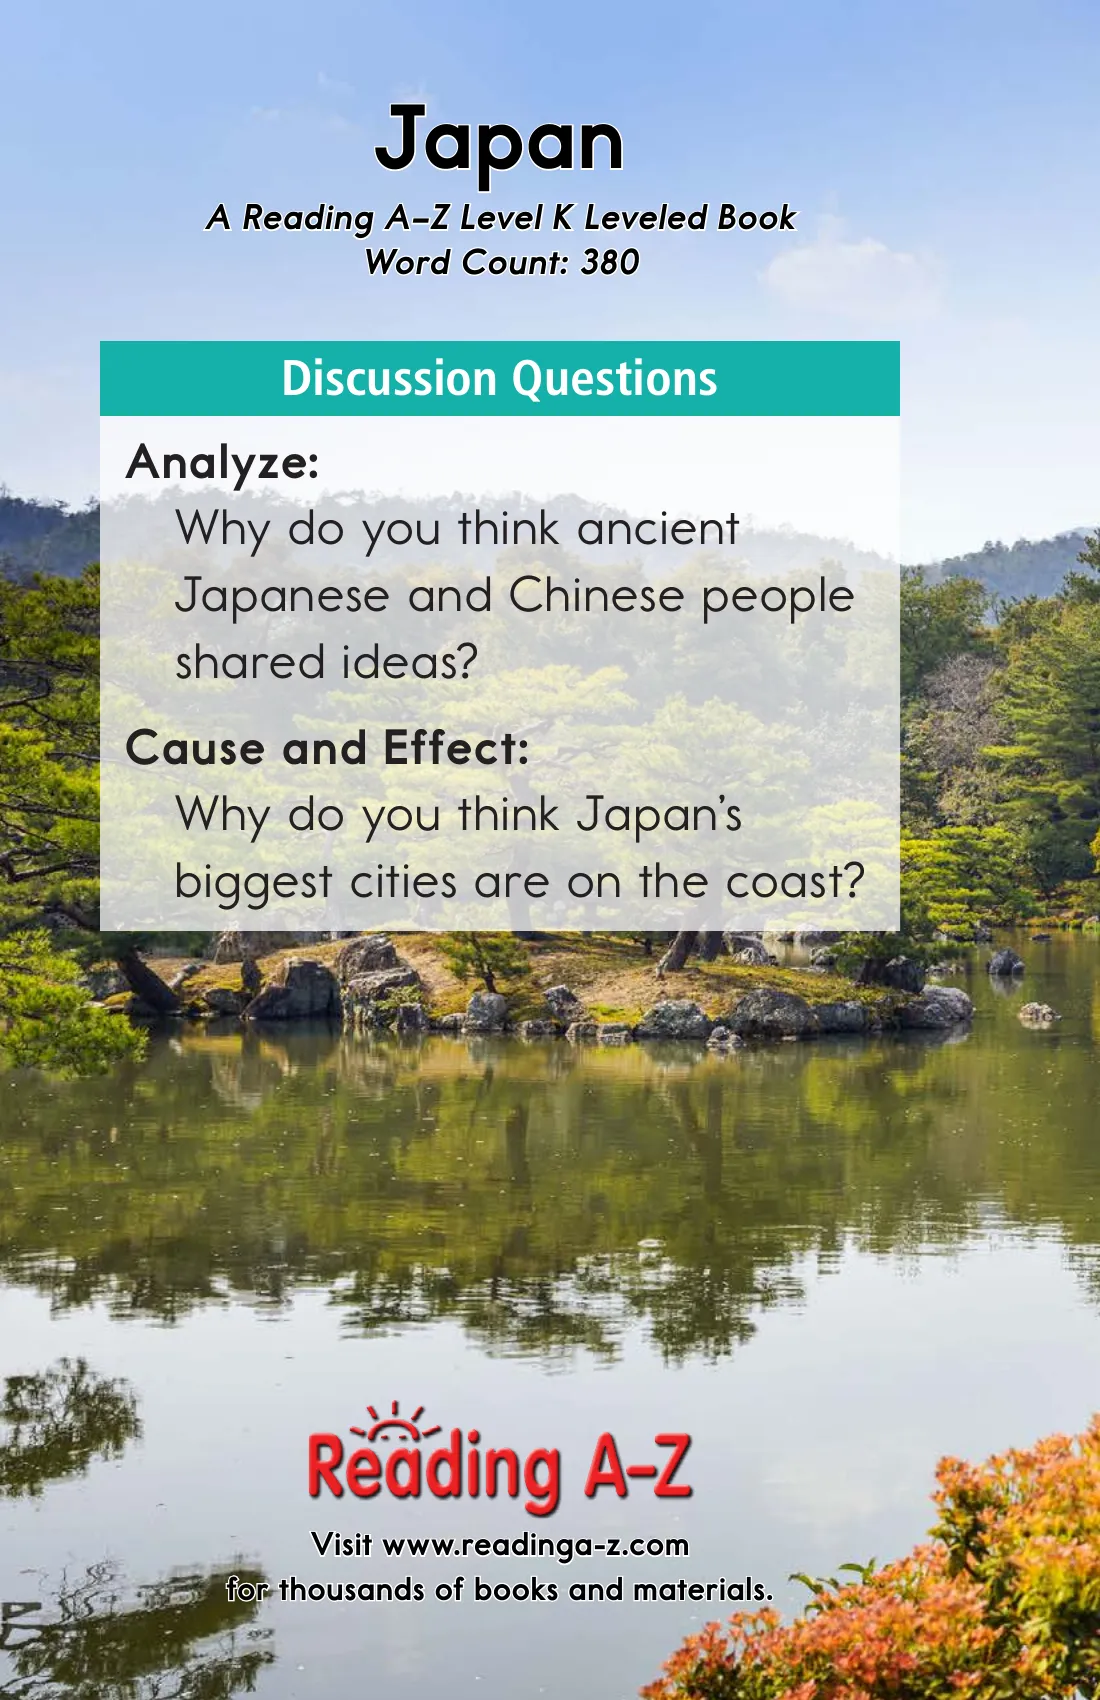 Japan
A Reading A–Z Level K Leveled Book
Word Count: 380
Discussion Questions
Analyze:
Why do you think ancient
Japanese and Chinese people
shared ideas?
Cause and Effect:
Why do you think Japan’s
biggest cities are on the coast?
Reading A–Z
Visit www.readinga-z.com
for thousands of books and materials.